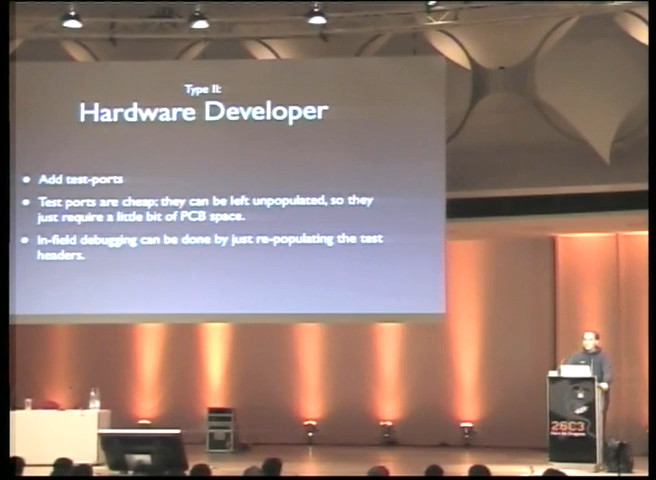 Type II:
Hardware Developer
Add test-ports
Test ports are cheap; they can be left unpopulated, so they
just require a little bit of PCB space.
In-field debugging can be done by just re-populating the test
headers.
26C3